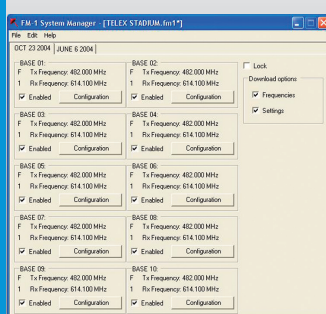 FM-1 System Manager - [TELEX STADIUM.fm1*]
File Edit Help
OCT 23 2004 JUNE 6 2004
BASE 01:
F Tx Frequency: 482.000 MHz
1 Rx Frequency: 614.100 MHz
Enabled Configuration
BASE 02:
F Tx Frequency: 482.000 MHz
1 Rx Frequency: 614.100 MHz
Enabled Configuration
BASE 03:
F Tx Frequency: 482.000 MHz
1 Rx Frequency: 614.100 MHz
Enabled Configuration
BASE 04:
F Tx Frequency: 482.000 MHz
1 Rx Frequency: 614.100 MHz
Enabled Configuration
BASE 05:
F Tx Frequency: 482.000 MHz
1 Rx Frequency: 614.100 MHz
Enabled Configuration
BASE 06:
F Tx Frequency: 482.000 MHz
1 Rx Frequency: 614.100 MHz
Enabled Configuration
BASE 07:
F Tx Frequency: 482.000 MHz
1 Rx Frequency: 614.100 MHz
Enabled Configuration
BASE 08:
F Tx Frequency: 482.000 MHz
1 Rx Frequency: 614.100 MHz
Enabled Configuration
BASE 09:
F Tx Frequency: 482.000 MHz
1 Rx Frequency: 614.100 MHz
Enabled Configuration
BASE 10:
F Tx Frequency: 482.000 MHz
1 Rx Frequency: 614.100 MHz
Enabled Configuration
Lock
Download options
Frequencies
Settings